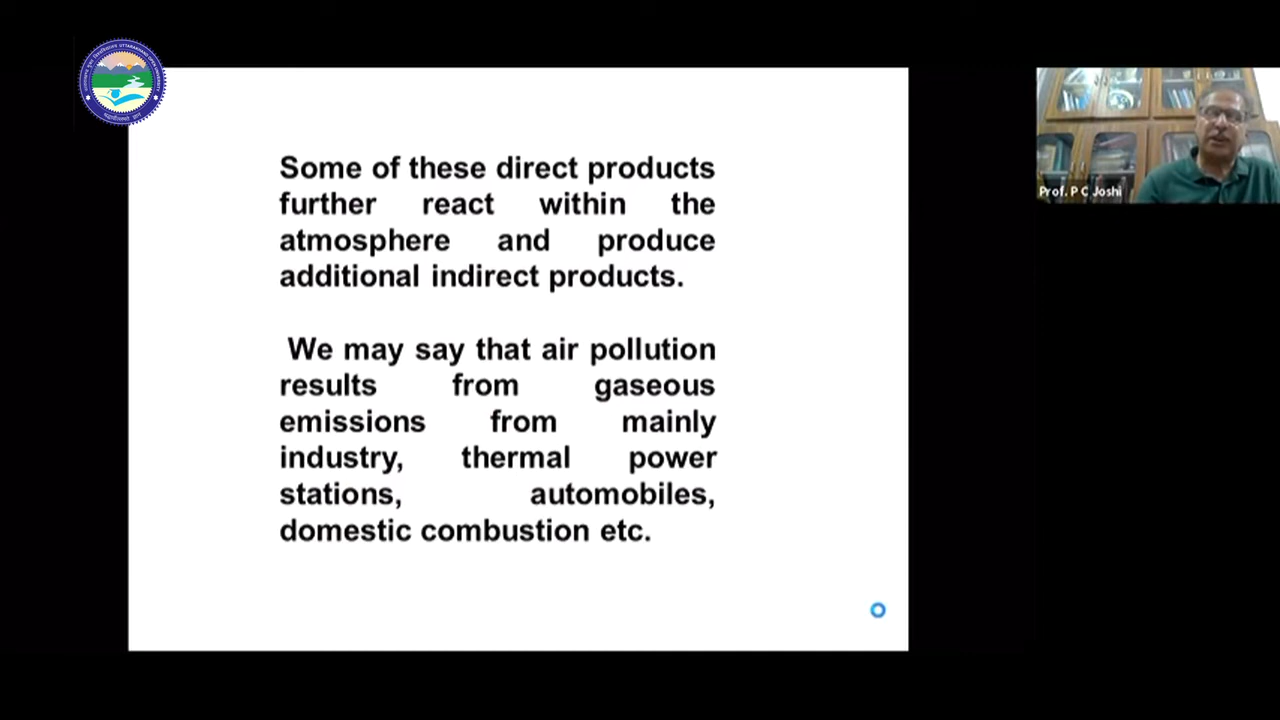 Some of these direct products
further react within the
atmosphere and produce
additional indirect products.
We may say that air pollution
results from gaseous
emissions from mainly
industry, thermal power
stations, automobiles,
domestic combustion etc.
Prof. P C Joshi